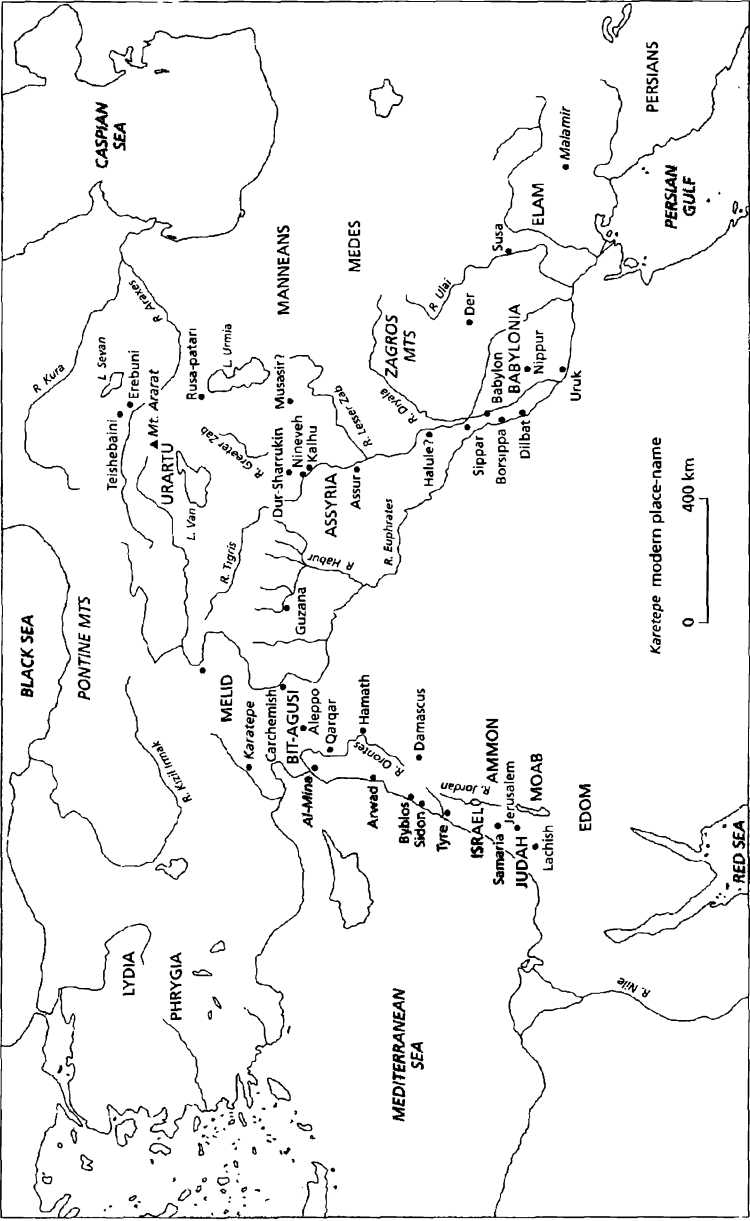 BLACK SEA
PONTINE MTS
CASPIAN
SEA
LYDIA
PHRYGIA
R. Kizil Irmak
MELID
Karatepe
R. Kura
L. Sevan
Erebuni
Teishebaini
Mt. Ararat
R. Araxes
URARTU
L. Van
Rusa-patari
L. Urmia
MANNEANS
MEDES
R. Tigris
R. Greater Zab
Musasir?
Dur-Sharrukin
Nineveh
Kalhu
R. Lesser Zab
ASSYRIA
Assur
Guzana
R. Habur
R. Euphrates
Carchemish
BIT-AGUSI
Aleppo
Al-Mina
Qarqar
Hamath
R. Orontes
Arwad
Damascus
Byblos
Sidon
Tyre
R. Jordan
ISRAEL
AMMON
Samaria
Jerusalem
JUDAH
MOAB
Lachish
EDOM
ZAGROS
MTS
R. Diyala
R. Ulai
Der
Susa
ELAM
Malamir
Halule?
Sippar
Babylon
BABYLONIA
Borsippa
Nippur
Dilbat
Uruk
PERSIANS
PERSIAN
GULF
MEDITERRANEAN
SEA
R. Nile
RED SEA
Karetepe modern place-name
0 400 km